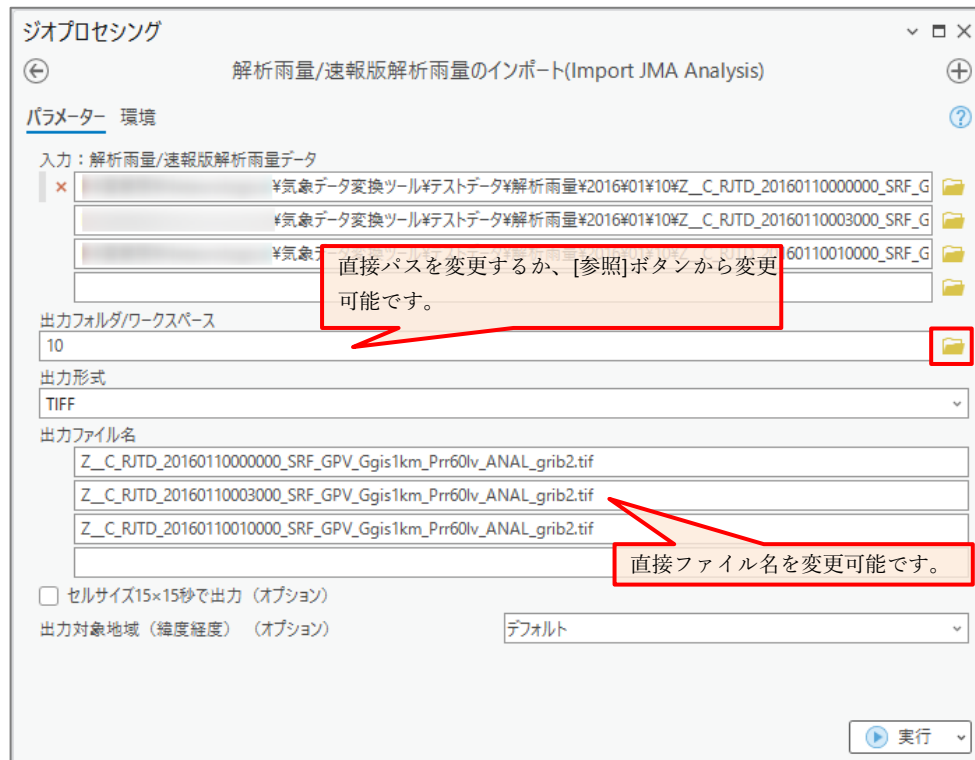 ジオプロセシング
解析雨量/速報版解析雨量のインポート(Import JMA Analysis)
パラメーター 環境
入力：解析雨量/速報版解析雨量データ
¥気象データ変換ツール¥テストデータ¥解析雨量¥2016¥01¥10¥Z__C_RJTD_20160110000000_SRF_G
¥気象データ変換ツール¥テストデータ¥解析雨量¥2016¥01¥10¥Z__C_RJTD_20160110003000_SRF_G
¥気象デ 60110010000_SRF_G
直接パスを変更するか、[参照]ボタンから変更
可能です。
出力フォルダ/ワークスペース
10
出力形式
TIFF
出力ファイル名
Z__C_RJTD_20160110000000_SRF_GPV_Ggis1km_Prr60lv_ANAL_grib2.tif
Z__C_RJTD_20160110003000_SRF_GPV_Ggis1km_Prr60lv_ANAL_grib2.tif
Z__C_RJTD_20160110010000_SRF_GPV_Ggis1km_Prr60lv_ANAL_grib2.tif
直接ファイル名を変更可能です。
セルサイズ15×15秒で出力（オプション）
出力対象地域（緯度経度）（オプション）
デフォルト
実行